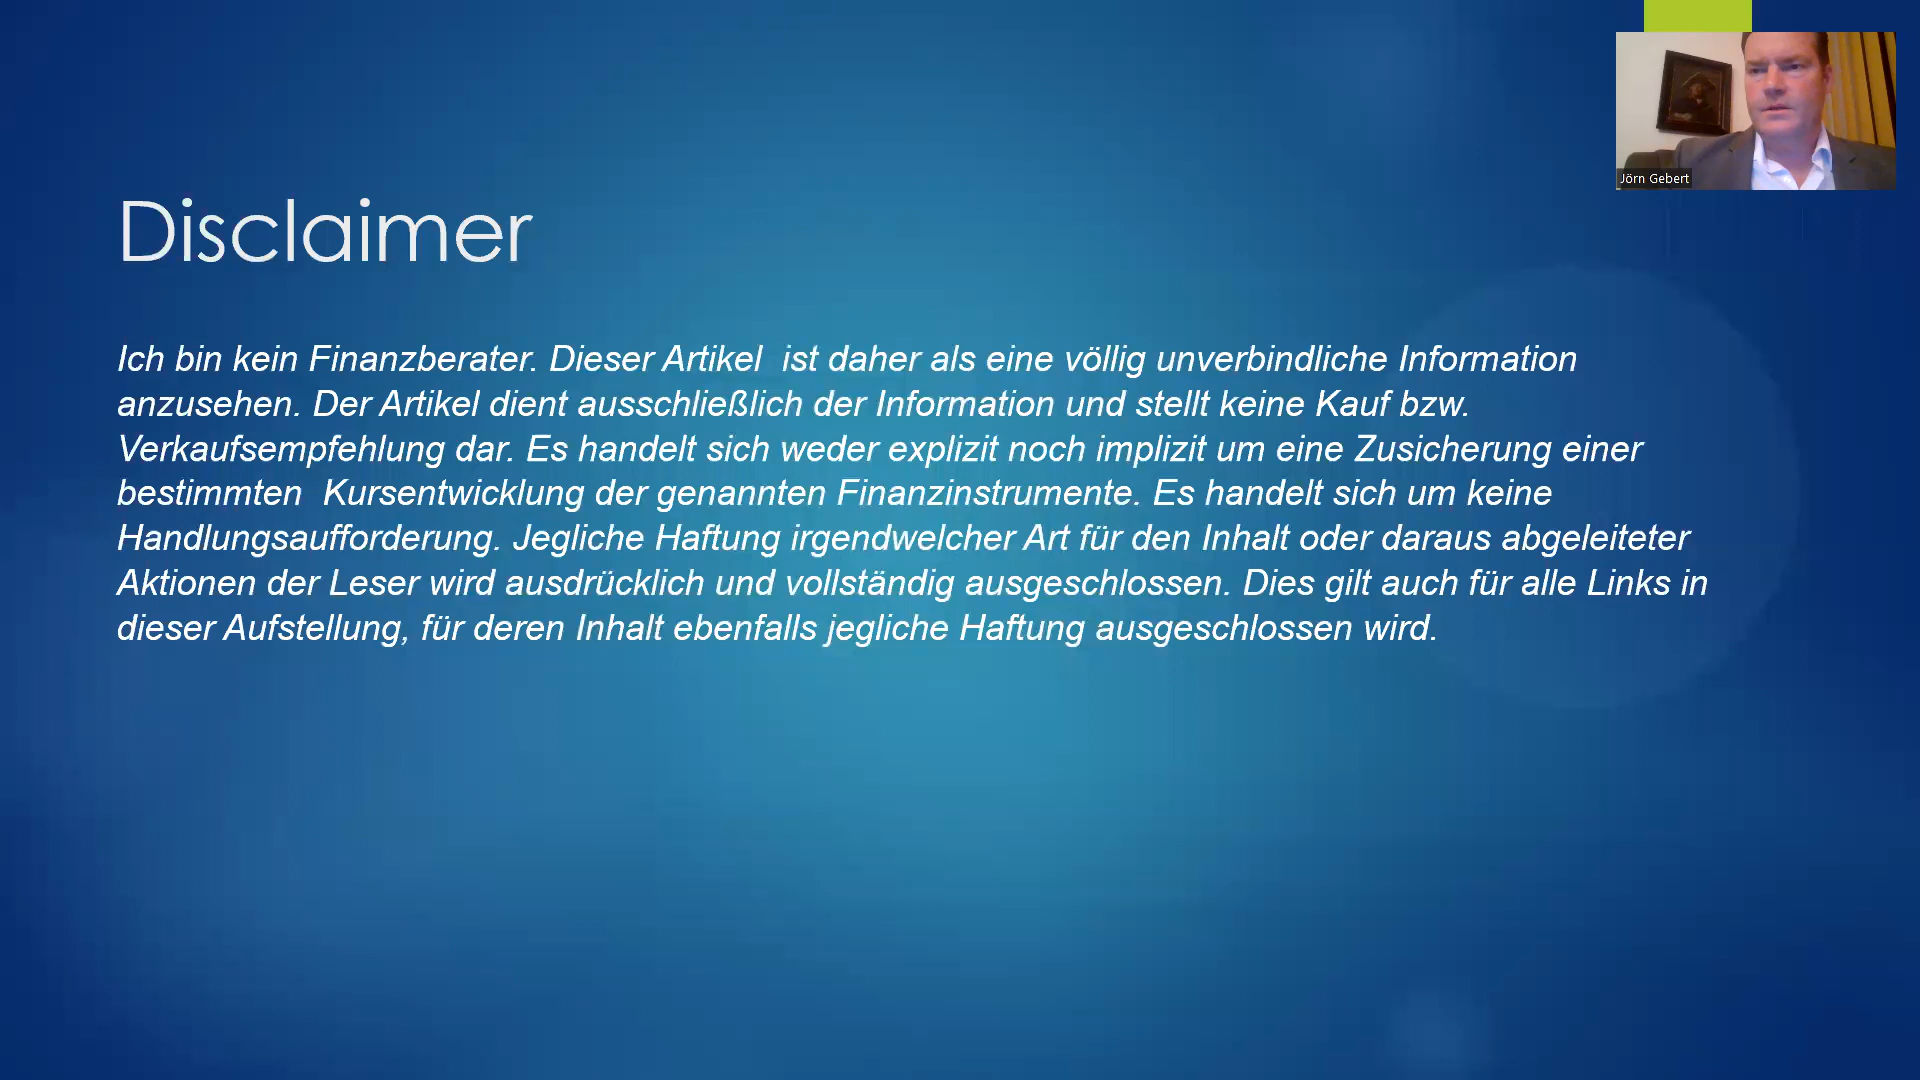 Jörn Gebert
Disclaimer
Ich bin kein Finanzberater. Dieser Artikel  ist daher als eine völlig unverbindliche Information
anzusehen. Der Artikel dient ausschließlich der Information und stellt keine Kauf bzw.
Verkaufsempfehlung dar. Es handelt sich weder explizit noch implizit um eine Zusicherung einer
bestimmten  Kursentwicklung der genannten Finanzinstrumente. Es handelt sich um keine
Handlungsaufforderung. Jegliche Haftung irgendwelcher Art für den Inhalt oder daraus abgeleiteter
Aktionen der Leser wird ausdrücklich und vollständig ausgeschlossen. Dies gilt auch für alle Links in
dieser Aufstellung, für deren Inhalt ebenfalls jegliche Haftung ausgeschlossen wird.